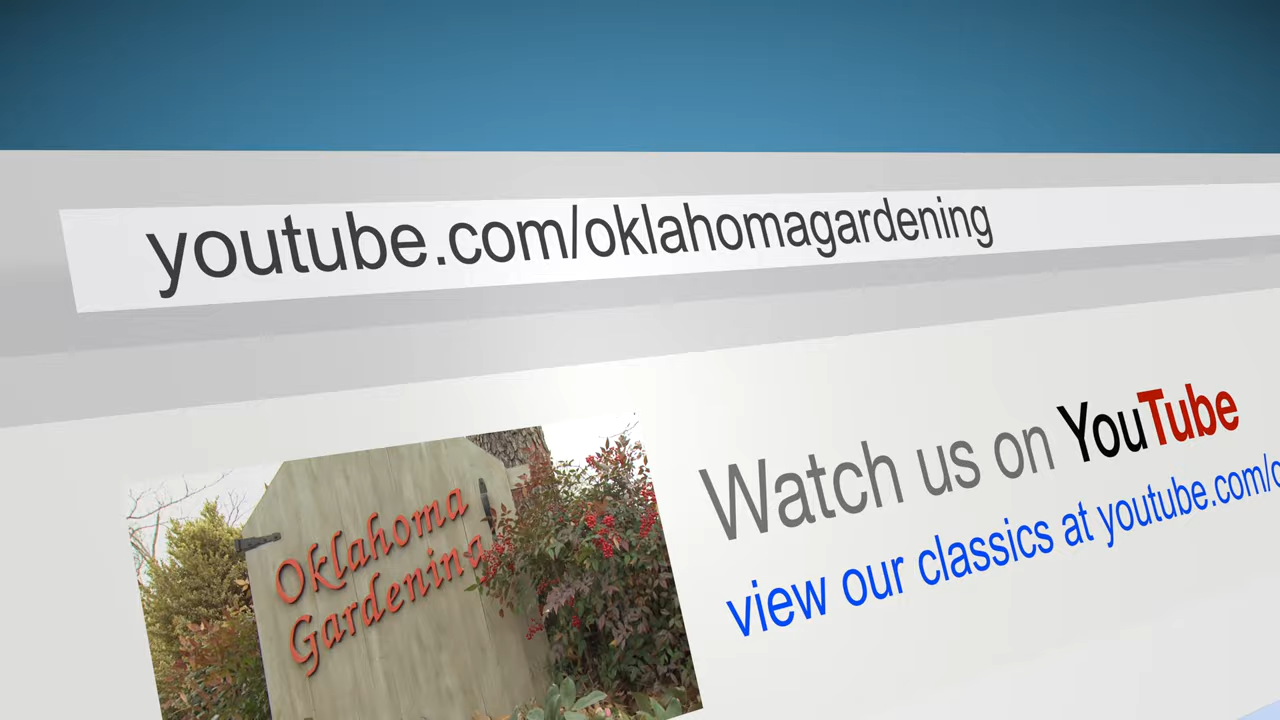 youtube.com/oklahomagardening
Watch us on YouTube
view our classics at youtube.com/o
Oklahoma
Gardening